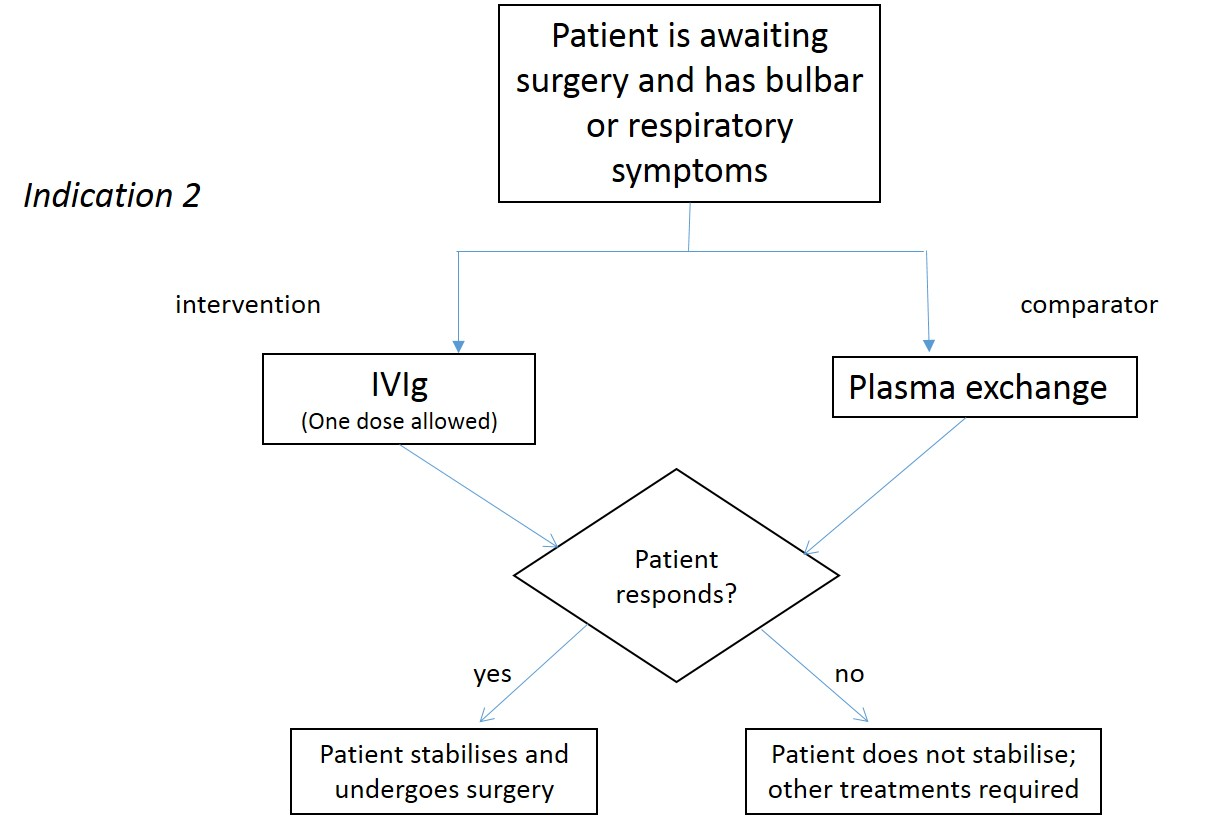 Patient is awaiting
surgery and has bulbar
or respiratory
symptoms
Indication 2
intervention
comparator
IVIg
(One dose allowed)
Plasma exchange
Patient
responds?
yes
no
Patient stabilises and
undergoes surgery
Patient does not stabilise;
other treatments required